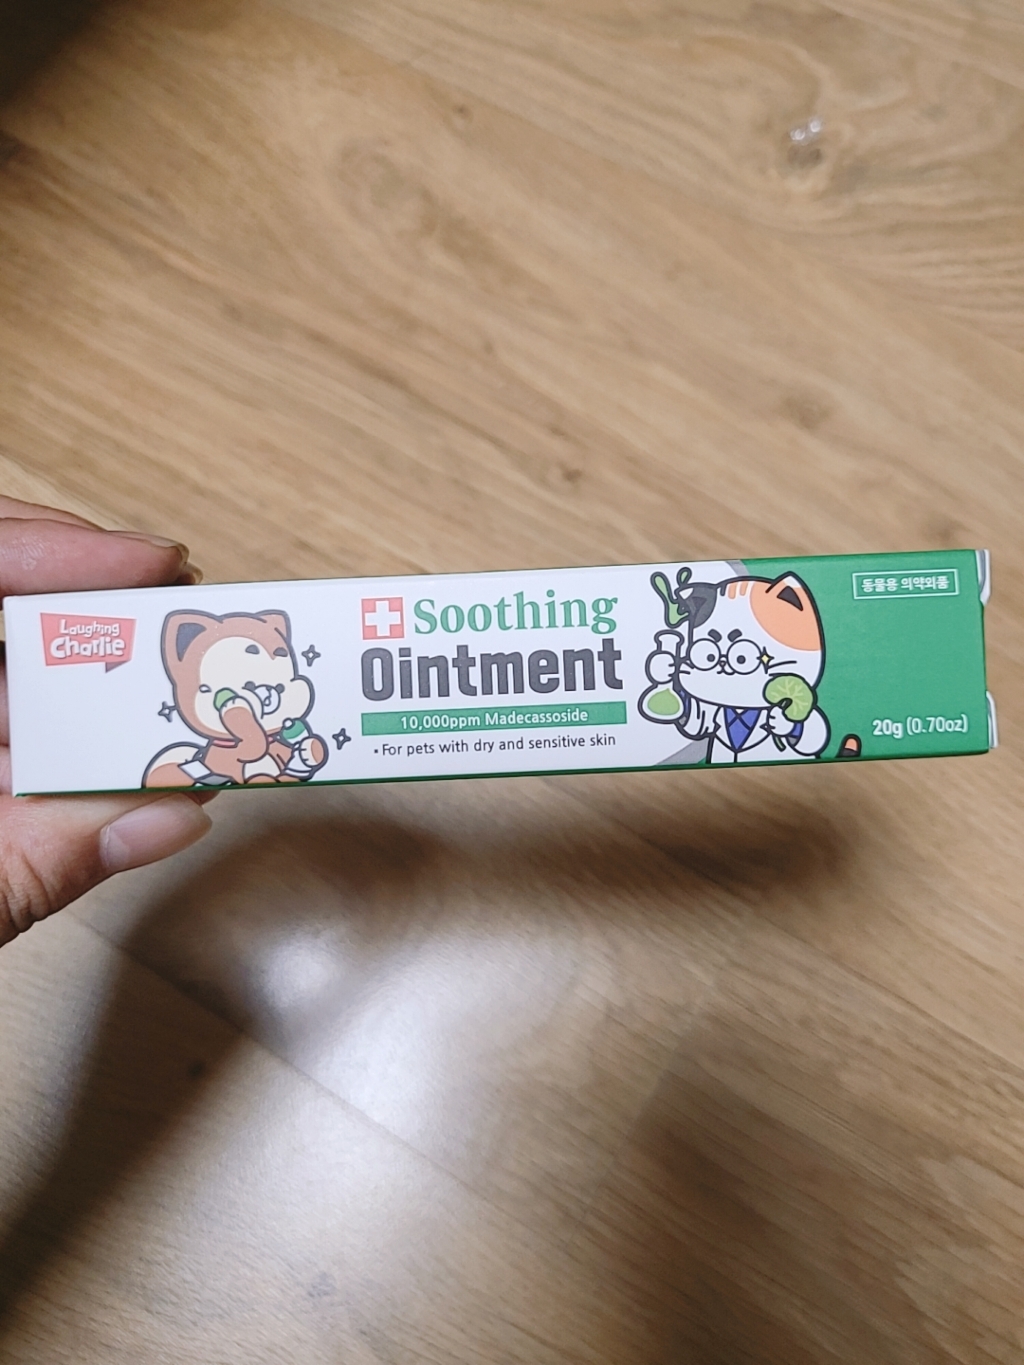 Laughing
Charlie
Soothing
Ointment
10,000ppm Madecassoside
•For pets with dry and sensitive skin
동물용 의약외품
20g (0.70oz)